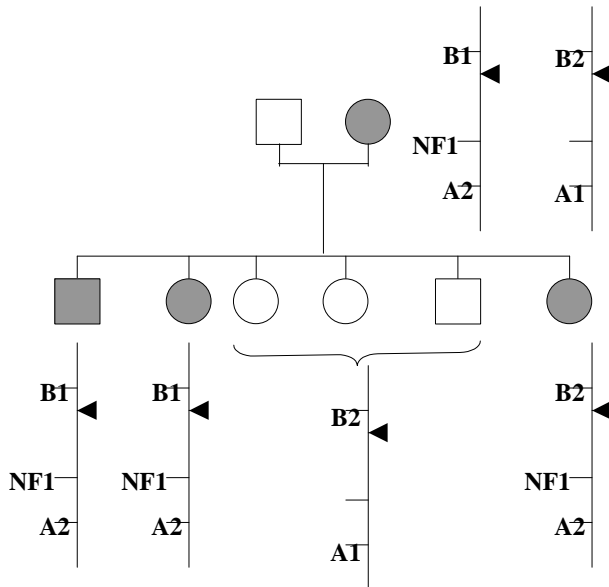 B1 B2
NF1
A2 A1
B1 B1 B2 B2
NF1 NF1 NF1
A2 A2 A1 A2